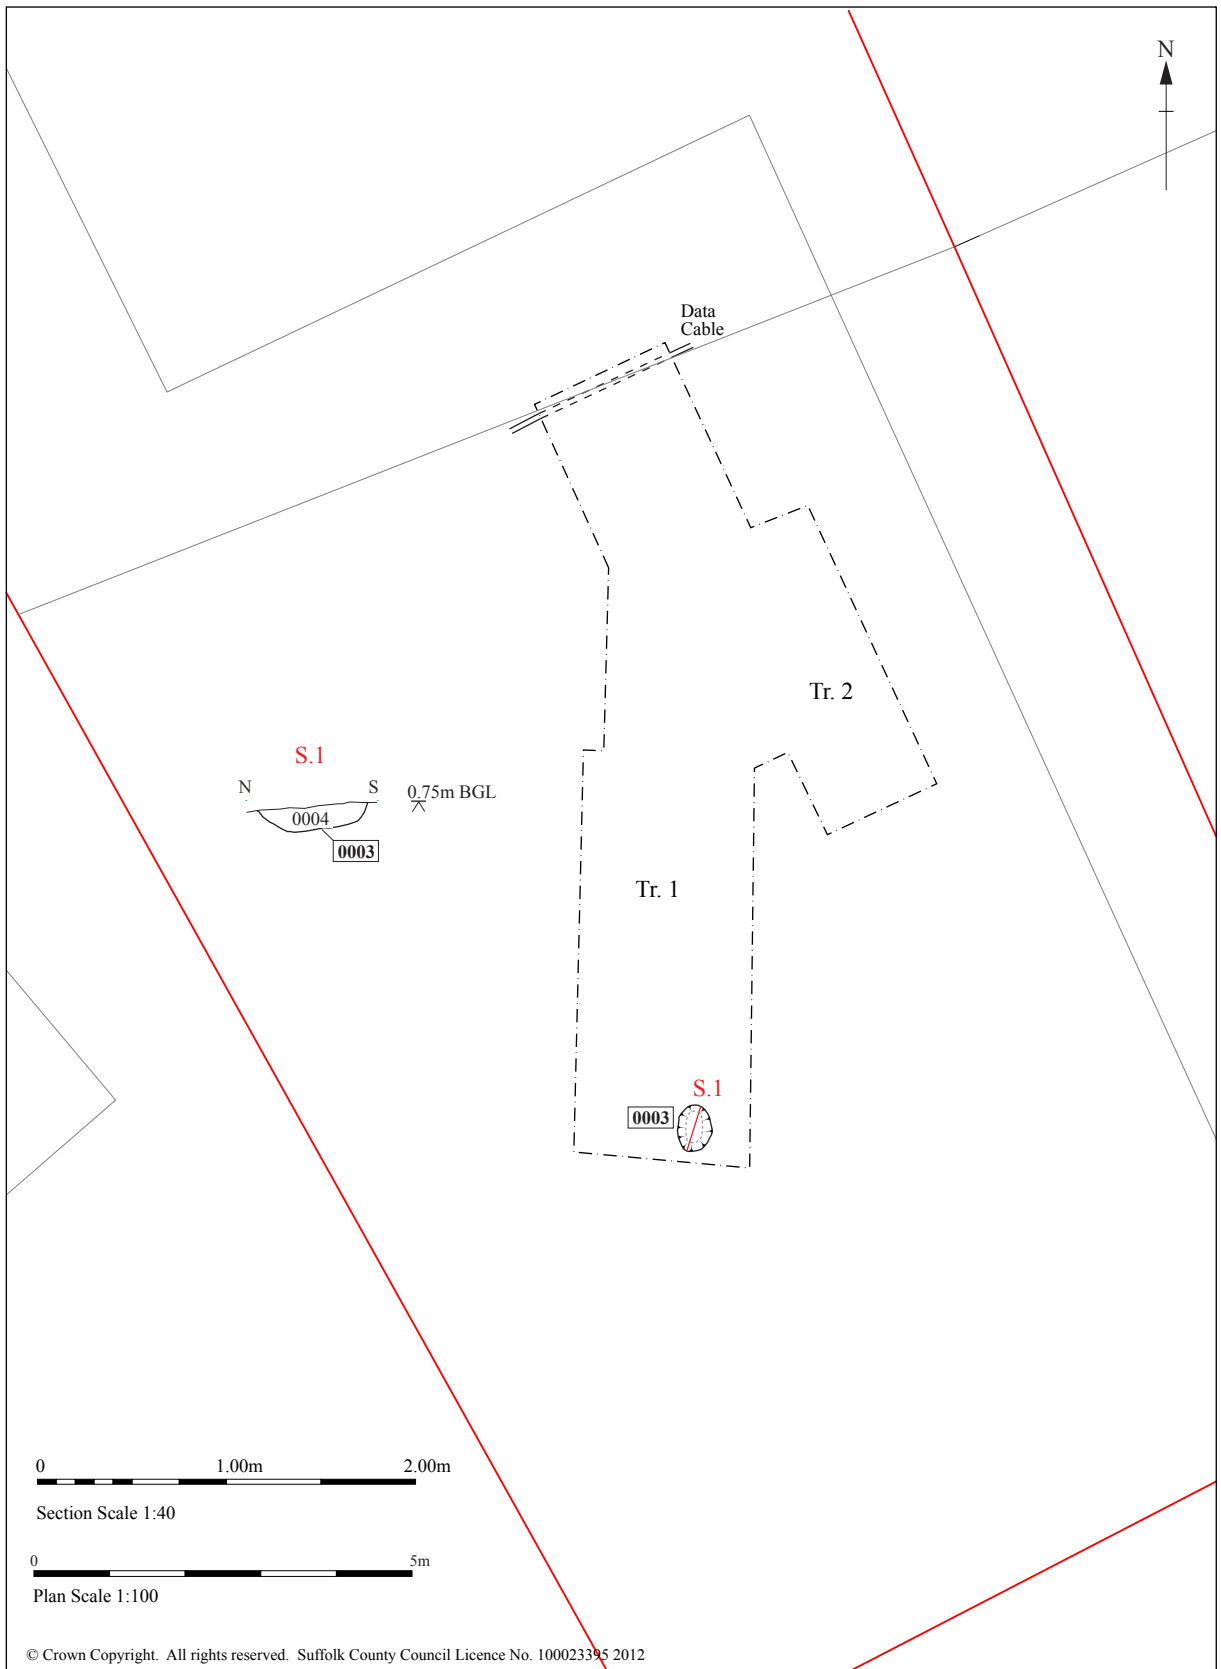 N
Data
Cable
Tr. 2
S.1
N S
0.75m BGL
0004
0003
Tr. 1
S.1
0003
0 1.00m 2.00m
Section Scale 1:40
0 5m
Plan Scale 1:100
© Crown Copyright. All rights reserved. Suffolk County Council Licence No. 100023395 2012